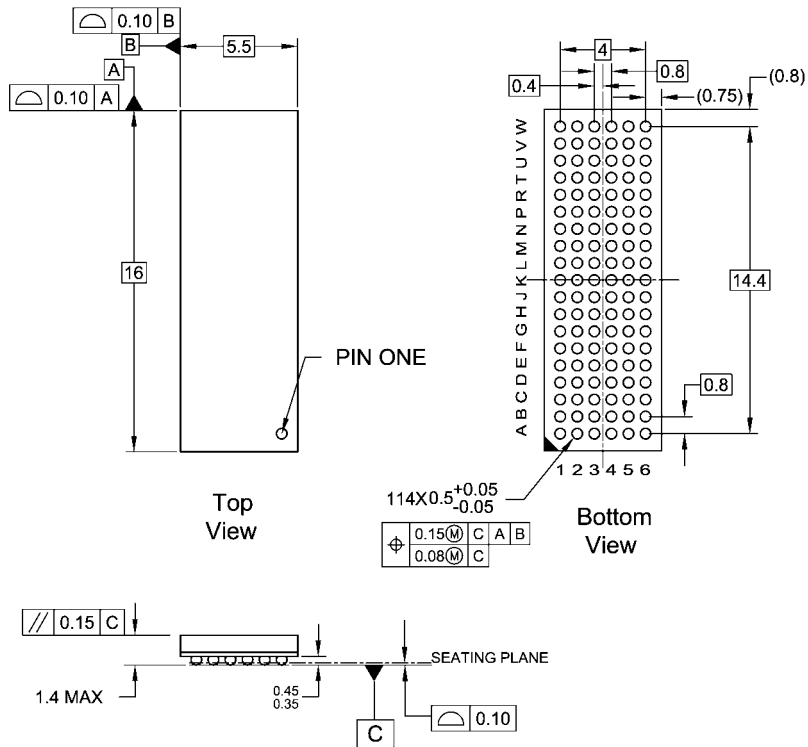 ⌓ 0.10 B
B
5.5
A
⌓ 0.10 A
16
PIN ONE
Top
View
4
0.8
(0.8)
0.4
(0.75)
W
V
U
T
R
P
N
M
L
K
J
H
G
F
E
D
C
B
A
14.4
0.8
1 2 3 4 5 6
114X0.5 +0.05
-0.05
⌖ 0.15Ⓜ C A B
0.08Ⓜ C
Bottom
View
// 0.15 C
1.4 MAX
0.45
0.35
SEATING PLANE
C
⌓ 0.10